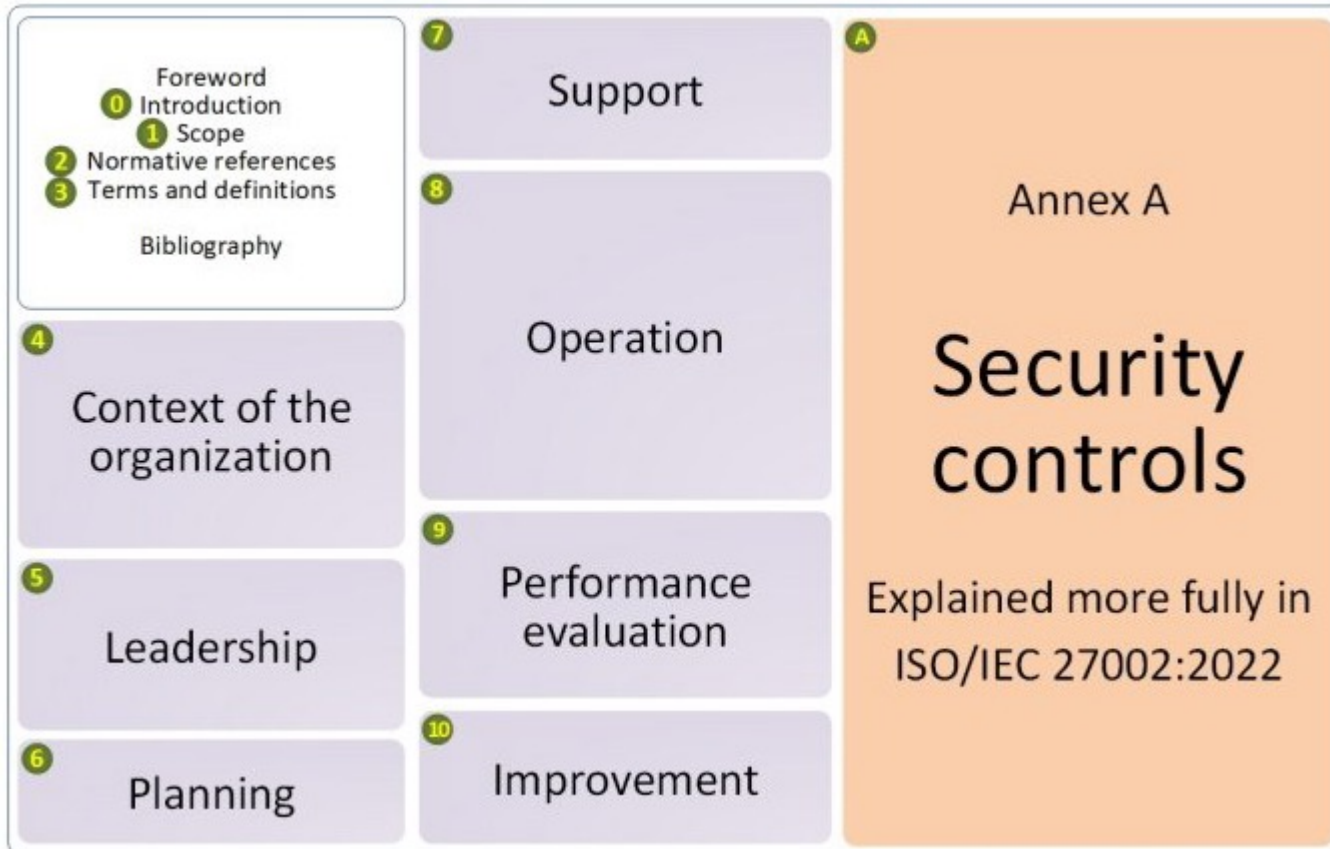 Foreword
0 Introduction
1 Scope
2 Normative references
3 Terms and definitions
Bibliography
4
Context of the
organization
5
Leadership
6
Planning
7
Support
8
Operation
9
Performance
evaluation
10
Improvement
A
Annex A
Security
controls
Explained more fully in
ISO/IEC 27002:2022